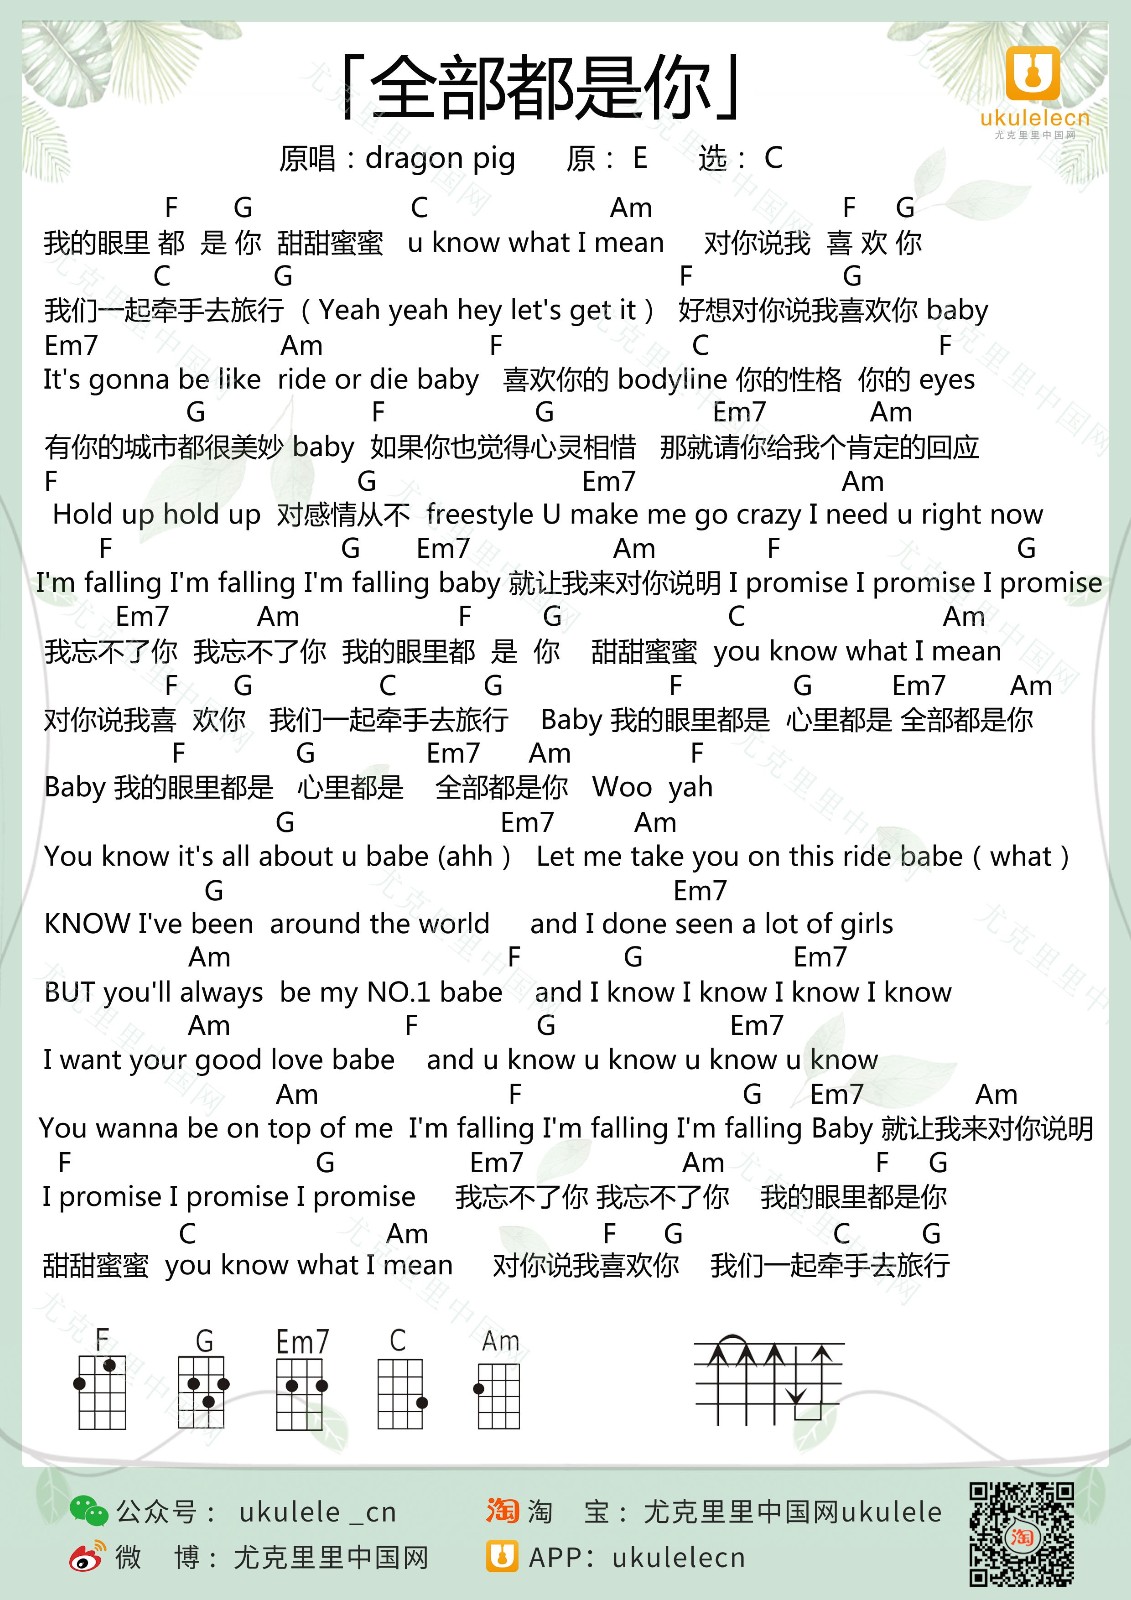 「全部都是你」
ukulelecn
尤克里里中国网
原唱：dragon pig 原： E 选： C
F G C Am F G
我的眼里 都 是 你 甜甜蜜蜜 u know what I mean 对你说我 喜 欢 你
C G F G
我们一起牵手去旅行 （ Yeah yeah hey let's get it ） 好想对你说我喜欢你 baby
Em7 Am F C F
It's gonna be like ride or die baby 喜欢你的 bodyline 你的性格 你的 eyes
G F G Em7 Am
有你的城市都很美妙 baby 如果你也觉得心灵相惜 那就请你给我个肯定的回应
F G Em7 Am
Hold up hold up 对感情从不 freestyle U make me go crazy I need u right now
F G Em7 Am F G
I'm falling I'm falling I'm falling baby 就让我来对你说明 I promise I promise I promise
Em7 Am F G C Am
我忘不了你 我忘不了你 我的眼里都 是 你 甜甜蜜蜜 you know what I mean
F G C G F G Em7 Am
对你说我喜 欢你 我们一起牵手去旅行 Baby 我的眼里都是 心里都是 全部都是你
F G Em7 Am F
Baby 我的眼里都是 心里都是 全部都是你 Woo yah
G Em7 Am
You know it's all about u babe (ahh ） Let me take you on this ride babe ( what ）
G Em7
KNOW I've been around the world and I done seen a lot of girls
Am F G Em7
BUT you'll always be my NO.1 babe and I know I know I know I know
Am F G Em7
I want your good love babe and u know u know u know u know
Am F G Em7 Am
You wanna be on top of me I'm falling I'm falling I'm falling Baby 就让我来对你说明
F G Em7 Am F G
I promise I promise I promise 我忘不了你 我忘不了你 我的眼里都是你
C Am F G C G
甜甜蜜蜜 you know what I mean 对你说我喜欢你 我们一起牵手去旅行
F G Em7 C Am
公众号： ukulele _cn 淘 淘 宝：尤克里里中国网ukulele
微 博：尤克里里中国网 APP：ukulelecn
淘